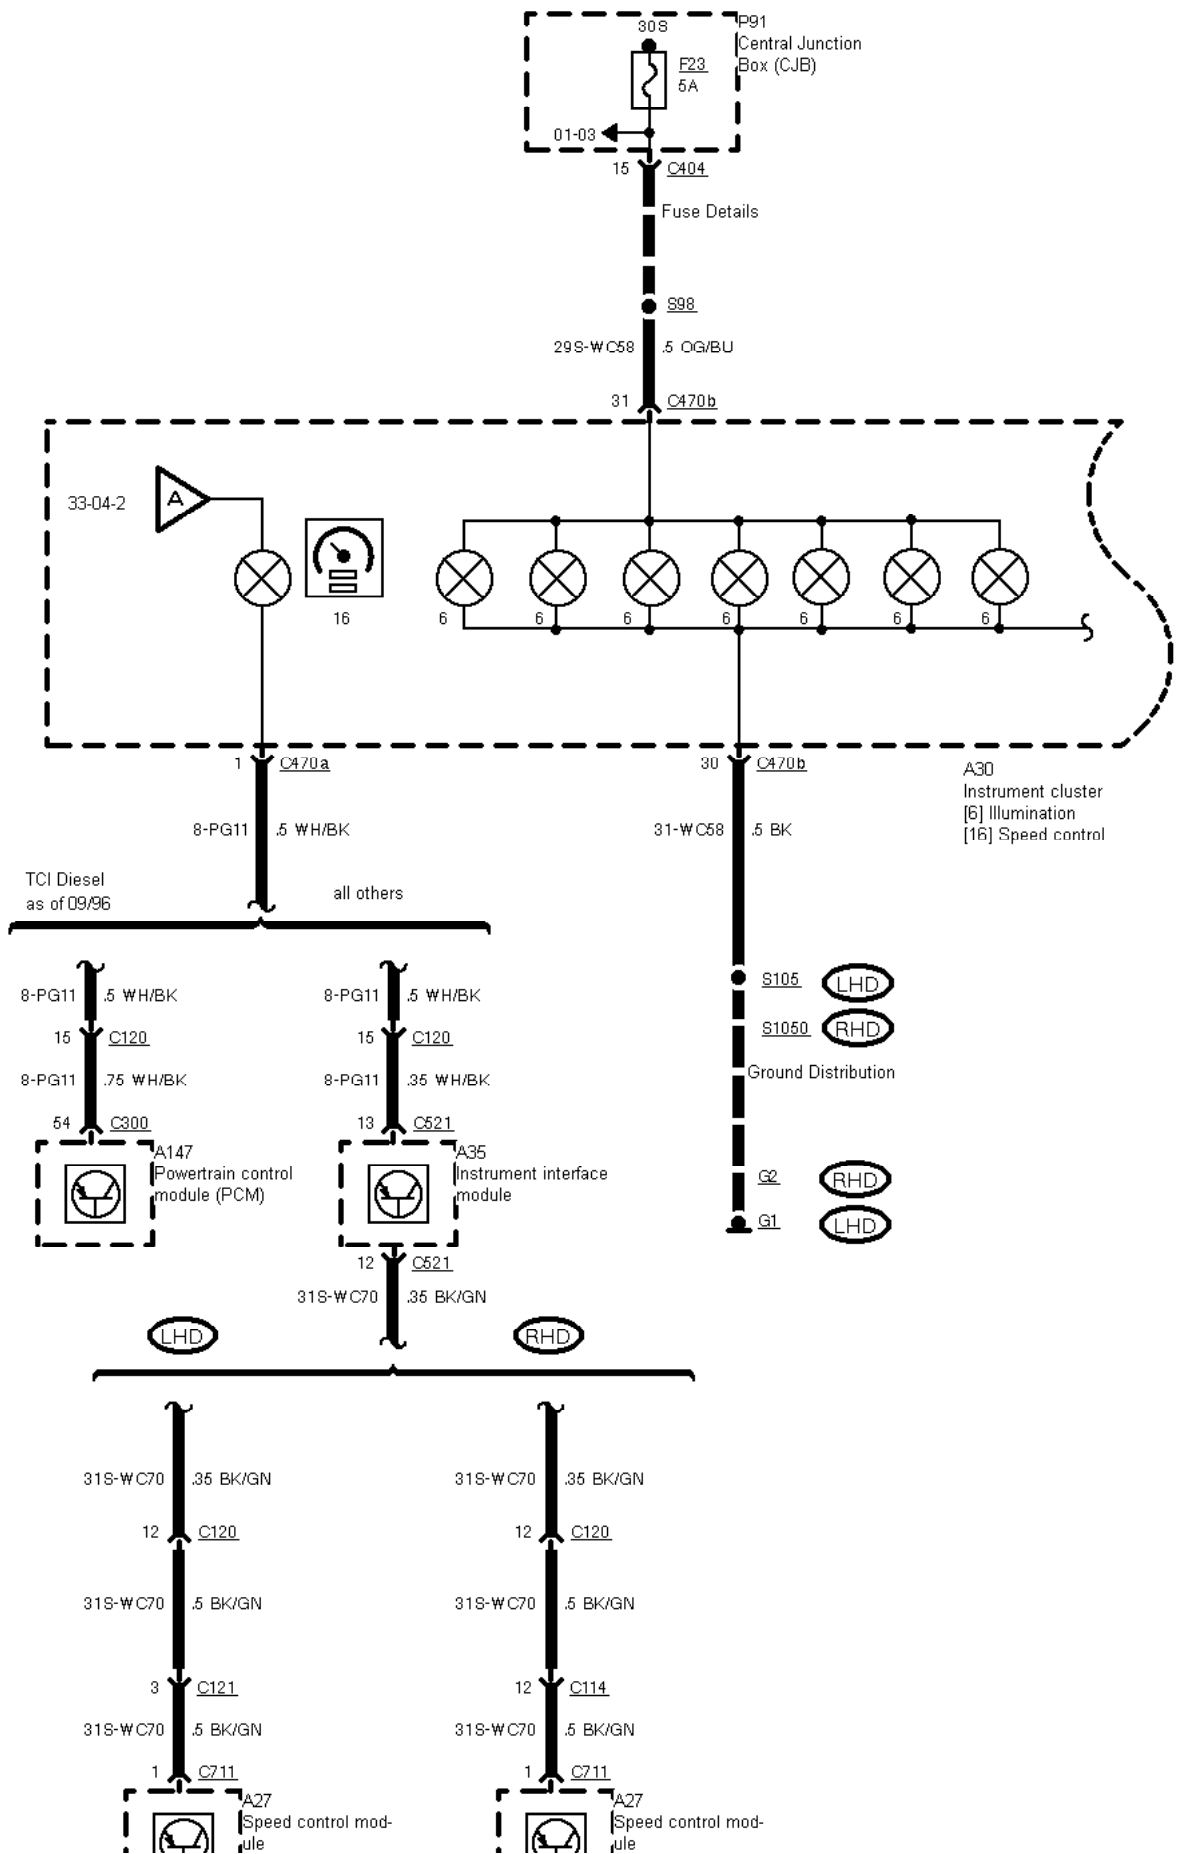 30S
P91
Central Junction
Box (CJB)
F23
5A
01-03
15 C404
Fuse Details
S98
29S-WC58 .5 OG/BU
31 C470b
33-04-2
A
16
6 6 6 6 6 6 6
1 C470a
30 C470b
A30
Instrument cluster
[6] Illumination
[16] Speed control
8-PG11 .5 WH/BK
31-WC58 .5 BK
TCI Diesel
as of 09/96
all others
S105 LHD
8-PG11 .5 WH/BK
8-PG11 .5 WH/BK
S1050 RHD
15 C120
15 C120
Ground Distribution
8-PG11 .75 WH/BK
8-PG11 .35 WH/BK
54 C300
13 C521
A147
Powertrain control
module (PCM)
A35
Instrument interface
module
G2 RHD
G1 LHD
12 C521
31S-WC70 .35 BK/GN
LHD
RHD
31S-WC70 .35 BK/GN
31S-WC70 .35 BK/GN
12 C120
12 C120
31S-WC70 .5 BK/GN
31S-WC70 .5 BK/GN
3 C121
12 C114
31S-WC70 .5 BK/GN
31S-WC70 .5 BK/GN
1 C711
1 C711
A27
Speed control mod-
ule
A27
Speed control mod-
ule